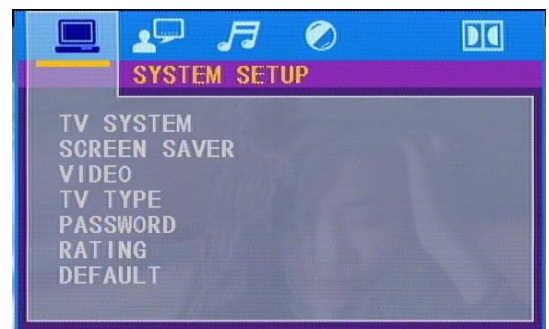 SYSTEM SETUP
TV SYSTEM
SCREEN SAVER
VIDEO
TV TYPE
PASSWORD
RATING
DEFAULT